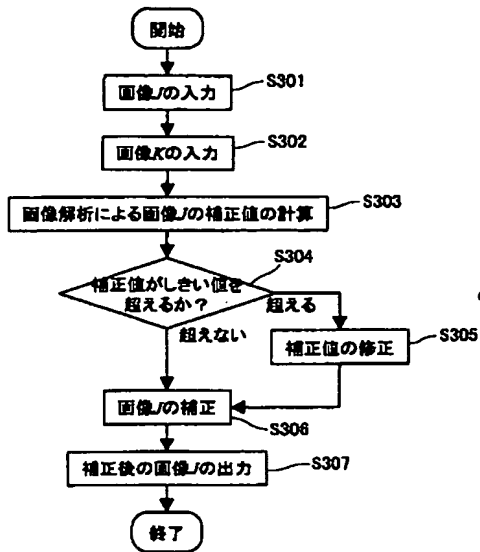 開始
画像Jの入力
S301
画像Kの入力
S302
画像解析による画像Jの補正値の計算
S303
補正値がしきい値を
超えるか?
S304
超える
超えない
補正値の修正
S305
画像Jの補正
S306
補正後の画像Jの出力
S307
終了